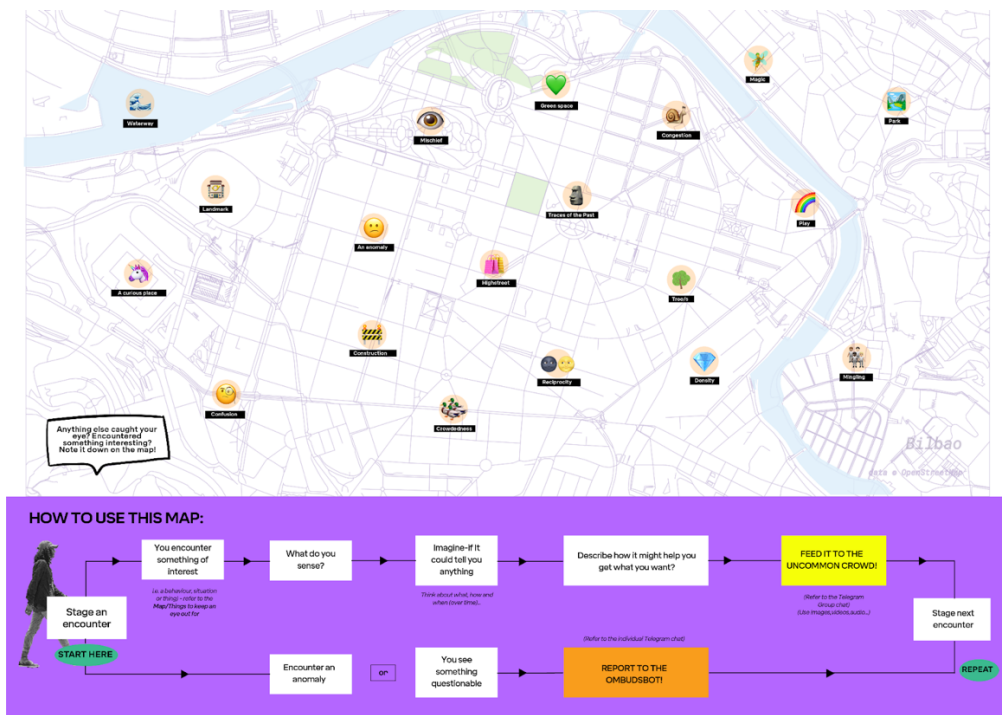 Magic
Green space
Park
Waterway
Congestion
Mischief
Landmark
Traces of the Past
Play
An anomaly
Highstreet
A curious place
Tree/s
Construction
Reciprocity
Density
Mingling
Confusion
Crowdedness
Anything else caught your
eye? Encountered
something interesting?
Note it down on the map!
Bilbao
data © OpenStreetMap
HOW TO USE THIS MAP:
Stage an
encounter
START HERE
You encounter
something of
interest
i.e. a behaviour, situation
or thing - refer to the
Map/Things to keep an
eye out for
What do you
sense?
Imagine-if it
could tell you
anything
Think about what, how and
when (over time)...
Describe how it might help you
get what you want?
FEED IT TO THE
UNCOMMON CROWD!
(Refer to the Telegram
Group chat)
(Use images,videos,audio...)
Stage next
encounter
Encounter an
anomaly
or
You see
something
questionable
(Refer to the individual Telegram chat)
REPORT TO THE
OMBUDSBOT!
REPEAT